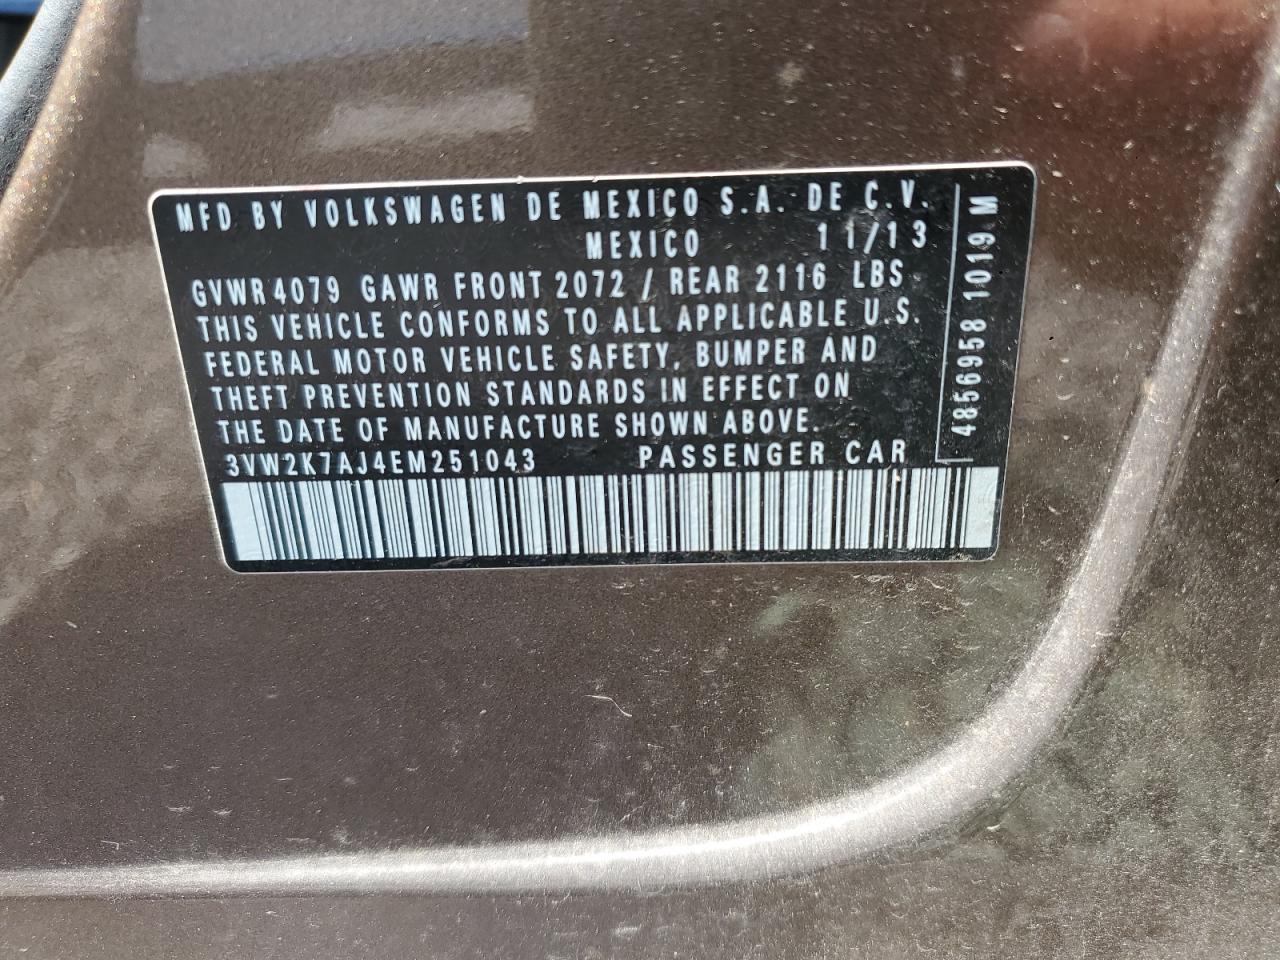 MFD BY VOLKSWAGEN DE MEXICO S.A. DE C.V.
MEXICO 11/13
GVWR 4079 GAWR FRONT 2072 / REAR 2116 LBS
THIS VEHICLE CONFORMS TO ALL APPLICABLE U.S.
FEDERAL MOTOR VEHICLE SAFETY, BUMPER AND
THEFT PREVENTION STANDARDS IN EFFECT ON
THE DATE OF MANUFACTURE SHOWN ABOVE.
3VW2K7AJ4EM251043 PASSENGER CAR
4856958 1019 M